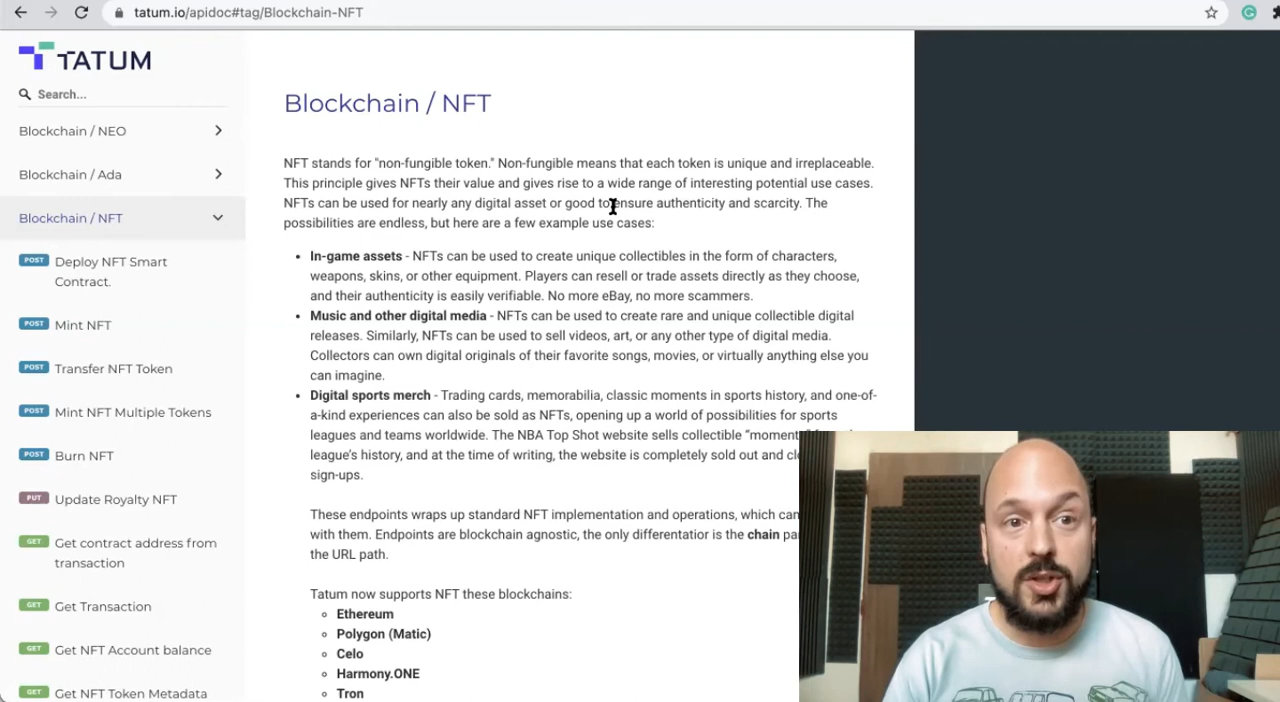 tatum.io/apidoc#tag/Blockchain-NFT
TATUM
Search...
Blockchain / NEO
Blockchain / Ada
Blockchain / NFT
POST Deploy NFT Smart
Contract.
POST Mint NFT
POST Transfer NFT Token
POST Mint NFT Multiple Tokens
POST Burn NFT
PUT Update Royalty NFT
GET Get contract address from
transaction
GET Get Transaction
GET Get NFT Account balance
GET Get NFT Token Metadata
Blockchain / NFT
NFT stands for "non-fungible token." Non-fungible means that each token is unique and irreplaceable.
This principle gives NFTs their value and gives rise to a wide range of interesting potential use cases.
NFTs can be used for nearly any digital asset or good to ensure authenticity and scarcity. The
possibilities are endless, but here are a few example use cases:
• In-game assets - NFTs can be used to create unique collectibles in the form of characters,
weapons, skins, or other equipment. Players can resell or trade assets directly as they choose,
and their authenticity is easily verifiable. No more eBay, no more scammers.
• Music and other digital media - NFTs can be used to create rare and unique collectible digital
releases. Similarly, NFTs can be used to sell videos, art, or any other type of digital media.
Collectors can own digital originals of their favorite songs, movies, or virtually anything else you
can imagine.
• Digital sports merch - Trading cards, memorabilia, classic moments in sports history, and one-of-
a-kind experiences can also be sold as NFTs, opening up a world of possibilities for sports
leagues and teams worldwide. The NBA Top Shot website sells collectible “moment
league's history, and at the time of writing, the website is completely sold out and
sign-ups.
These endpoints wraps up standard NFT implementation and operations, which can
with them. Endpoints are blockchain agnostic, the only differentatior is the chain
the URL path.
Tatum now supports NFT these blockchains:
◦ Ethereum
◦ Polygon (Matic)
◦ Celo
◦ Harmony.ONE
◦ Tron